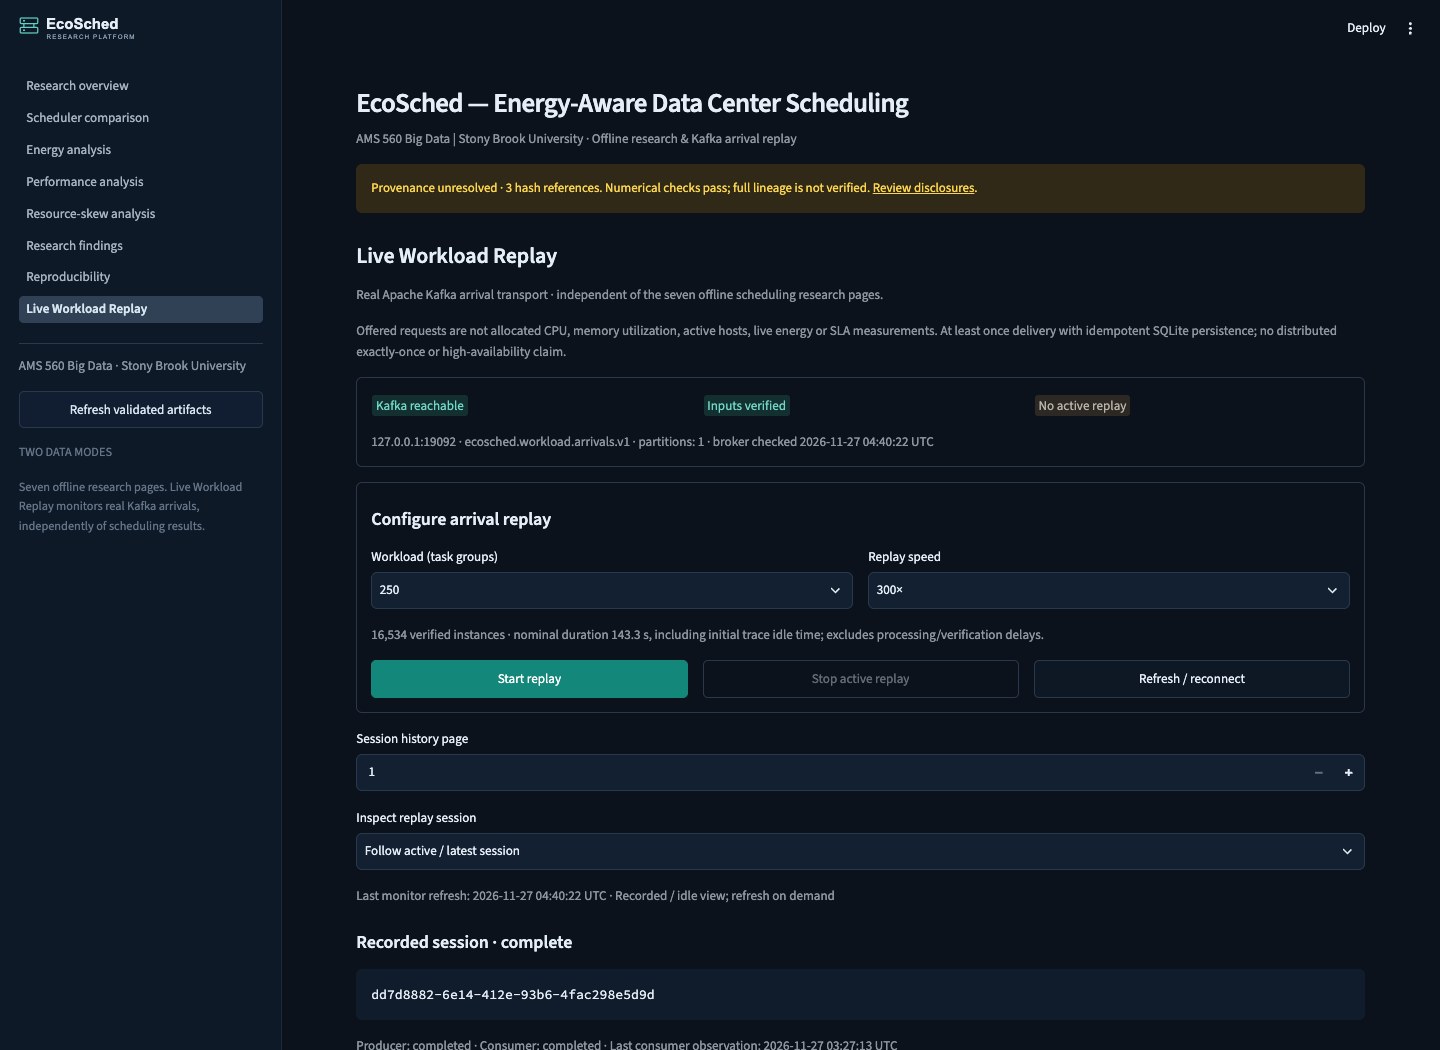 EcoSched
RESEARCH PLATFORM
Research overview
Scheduler comparison
Energy analysis
Performance analysis
Resource-skew analysis
Research findings
Reproducibility
Live Workload Replay
AMS 560 Big Data · Stony Brook University
Refresh validated artifacts
TWO DATA MODES
Seven offline research pages. Live Workload
Replay monitors real Kafka arrivals,
independently of scheduling results.
Deploy
EcoSched — Energy-Aware Data Center Scheduling
AMS 560 Big Data | Stony Brook University · Offline research & Kafka arrival replay
Provenance unresolved · 3 hash references. Numerical checks pass; full lineage is not verified. Review disclosures.
Live Workload Replay
Real Apache Kafka arrival transport · independent of the seven offline scheduling research pages.
Offered requests are not allocated CPU, memory utilization, active hosts, live energy or SLA measurements. At least once delivery with idempotent SQLite persistence; no distributed
exactly-once or high-availability claim.
Kafka reachable
Inputs verified
No active replay
127.0.0.1:19092 · ecosched.workload.arrivals.v1 · partitions: 1 · broker checked 2026-11-27 04:40:22 UTC
Configure arrival replay
Workload (task groups)
Replay speed
250
300×
16,534 verified instances · nominal duration 143.3 s, including initial trace idle time; excludes processing/verification delays.
Start replay
Stop active replay
Refresh / reconnect
Session history page
1
Inspect replay session
Follow active / latest session
Last monitor refresh: 2026-11-27 04:40:22 UTC · Recorded / idle view; refresh on demand
Recorded session · complete
dd7d8882-6e14-412e-93b6-4fac298e5d9d
Producer: completed · Consumer: completed · Last consumer observation: 2026-11-27 03:27:13 UTC